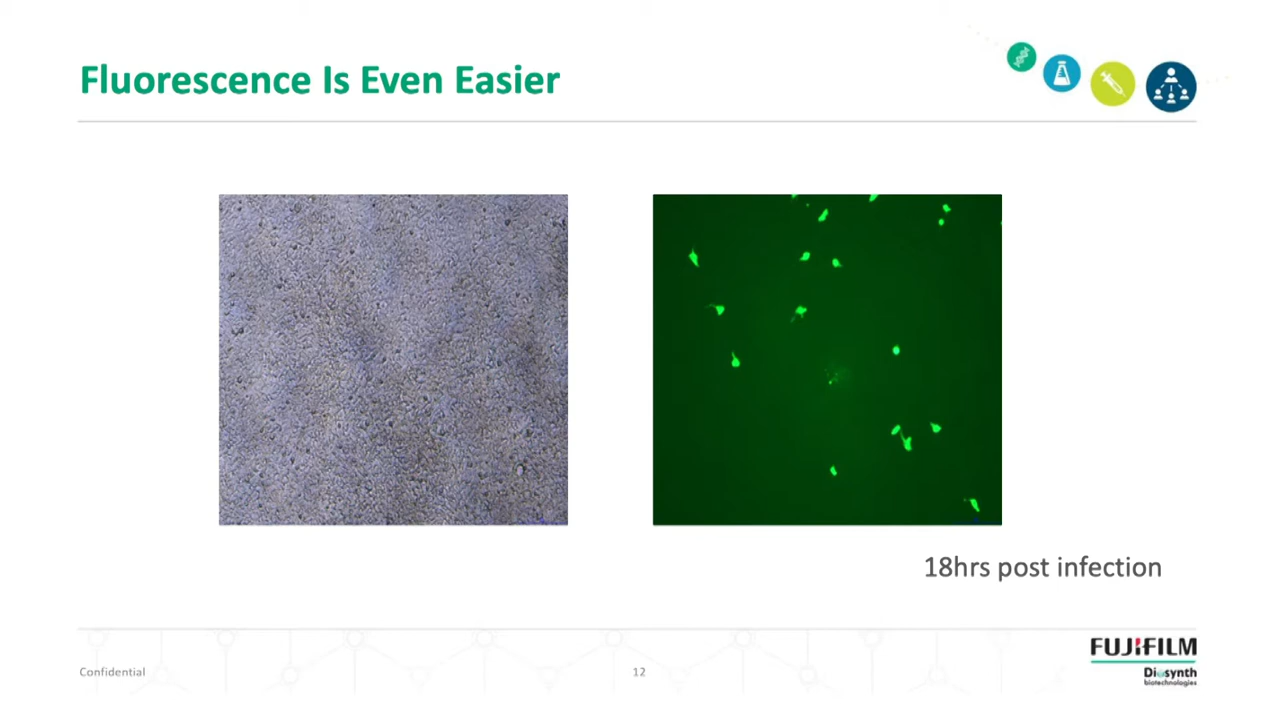 Fluorescence Is Even Easier
18hrs post infection
Confidential
12
FUJIFILM
Diosynth
biotechnologies